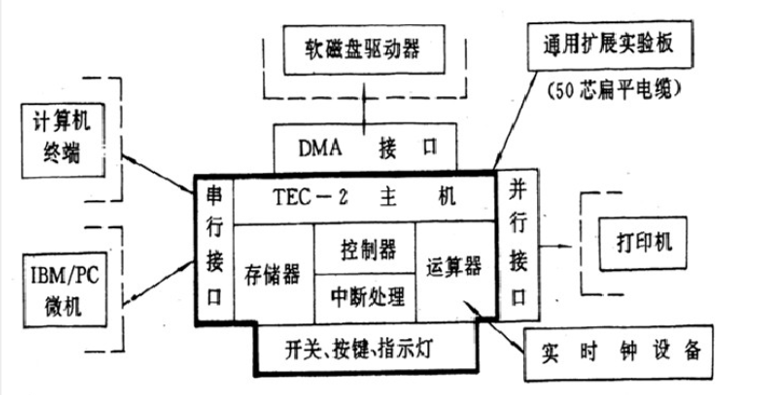 软磁盘驱动器
通用扩展实验板
(50芯扁平电缆)
计算机
终端
DMA 接口
串行接口
TEC-2 主机
并行接口
控制器
存储器
运算器
中断处理
打印机
IBM/PC
微机
开关、按键、指示灯
实时钟设备